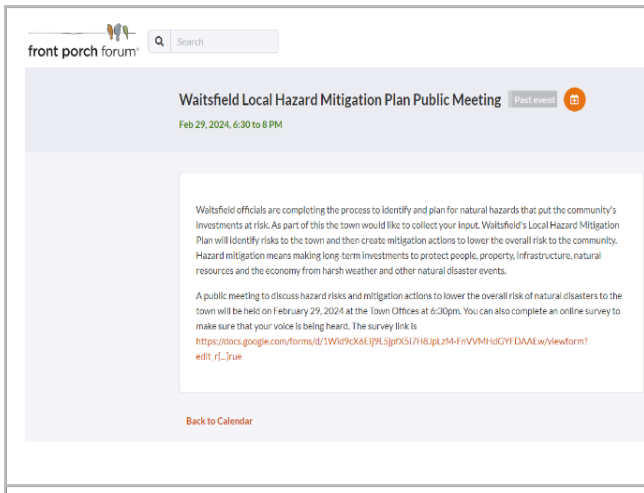 front porch forum
Search
Waitsfield Local Hazard Mitigation Plan Public Meeting Past event
Feb 29, 2024, 6:30 to 8 PM
Waitsfield officials are completing the process to identify and plan for natural hazards that put the community's
investments at risk. As part of this the town would like to collect your input. Waitsfield's Local Hazard Mitigation
Plan will identify risks to the town and then create mitigation actions to lower the overall risk to the community.
Hazard mitigation means making long-term investments to protect people, property, infrastructure, natural
resources and the economy from harsh weather and other natural disaster events.
A public meeting to discuss hazard risks and mitigation actions to lower the overall risk of natural disasters to the
town will be held on February 29, 2024 at the Town Offices at 6:30pm. You can also complete an online survey to
make sure that your voice is being heard. The survey link is
edit_r[...]rue
Back to Calendar